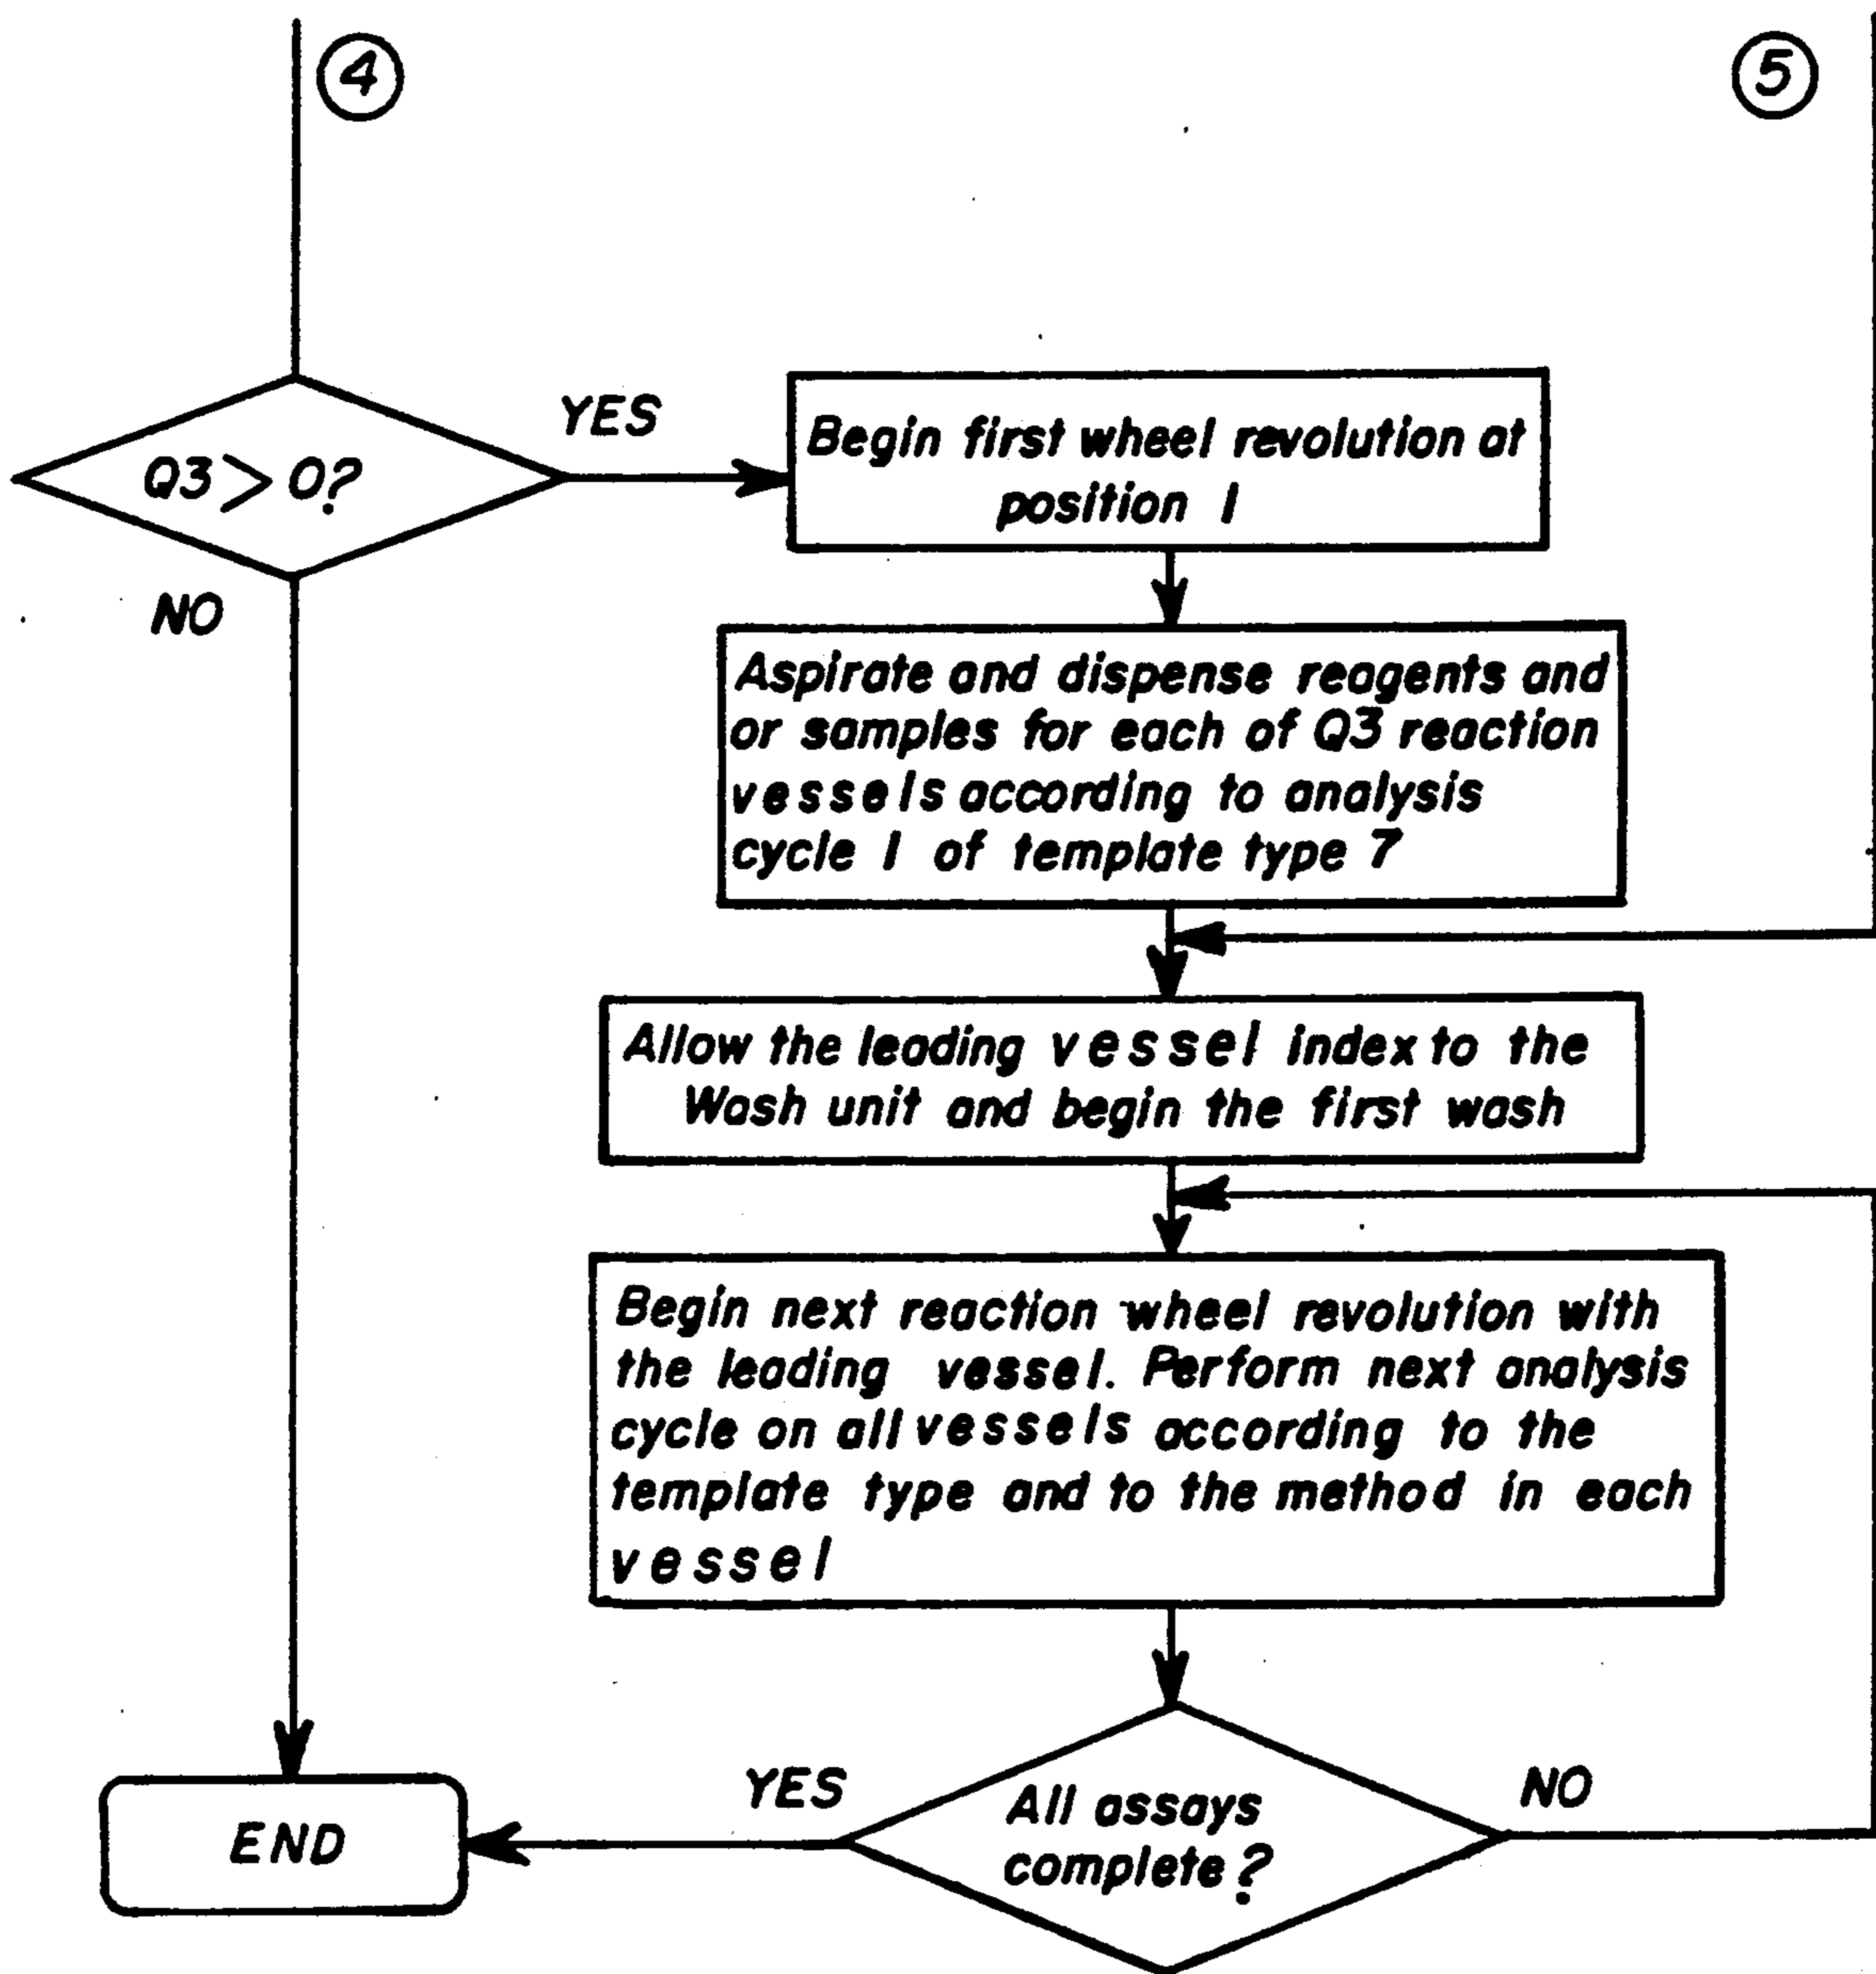 4
5
Q3 > 0?
YES
NO
Begin first wheel revolution at
position 1
Aspirate and dispense reagents and
or samples for each of Q3 reaction
vessels according to analysis
cycle 1 of template type 7
Allow the leading vessel index to the
Wash unit and begin the first wash
Begin next reaction wheel revolution with
the leading vessel. Perform next analysis
cycle on all vessels according to the
template type and to the method in each
vessel
All assays
complete?
YES
NO
END